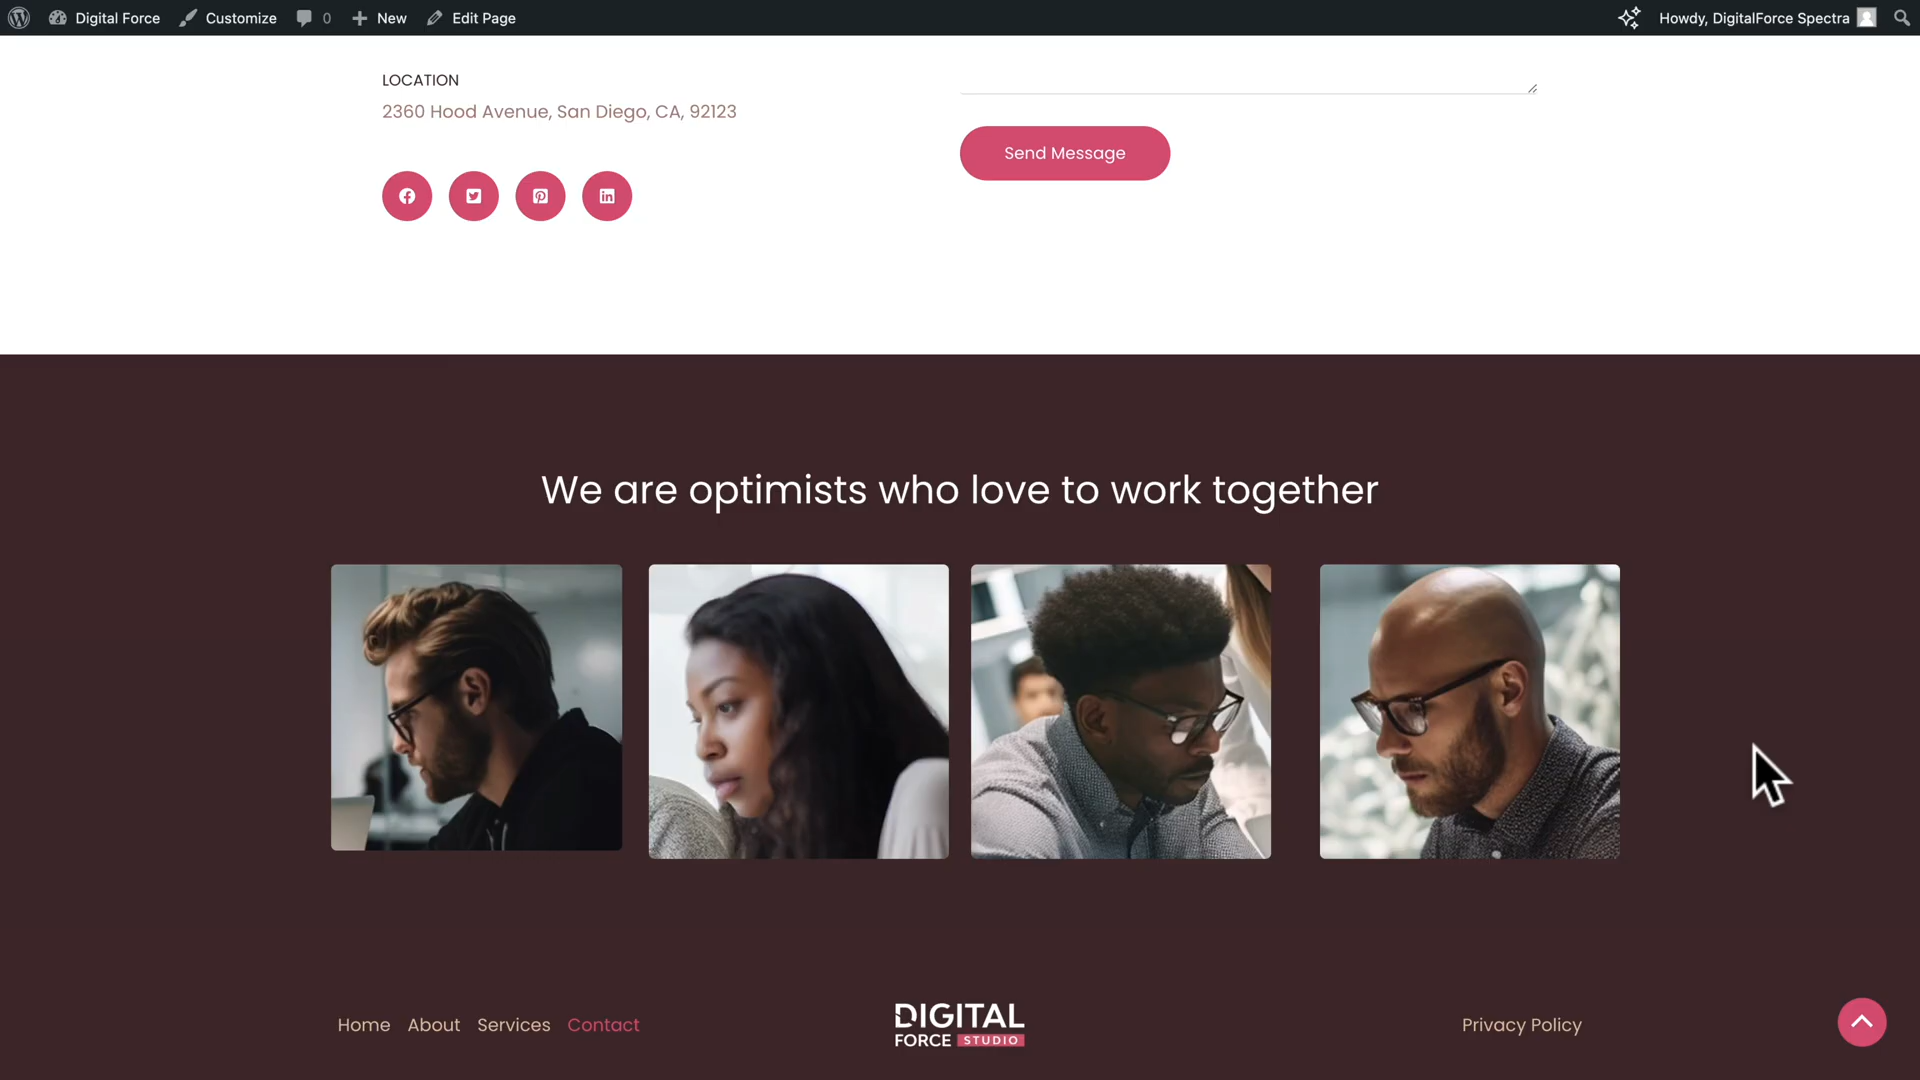 Digital Force Customize 0 New Edit Page Howdy, DigitalForce Spectra
LOCATION
2360 Hood Avenue, San Diego, CA, 92123
Send Message
We are optimists who love to work together
Home About Services Contact
DIGITAL
FORCE STUDIO
Privacy Policy